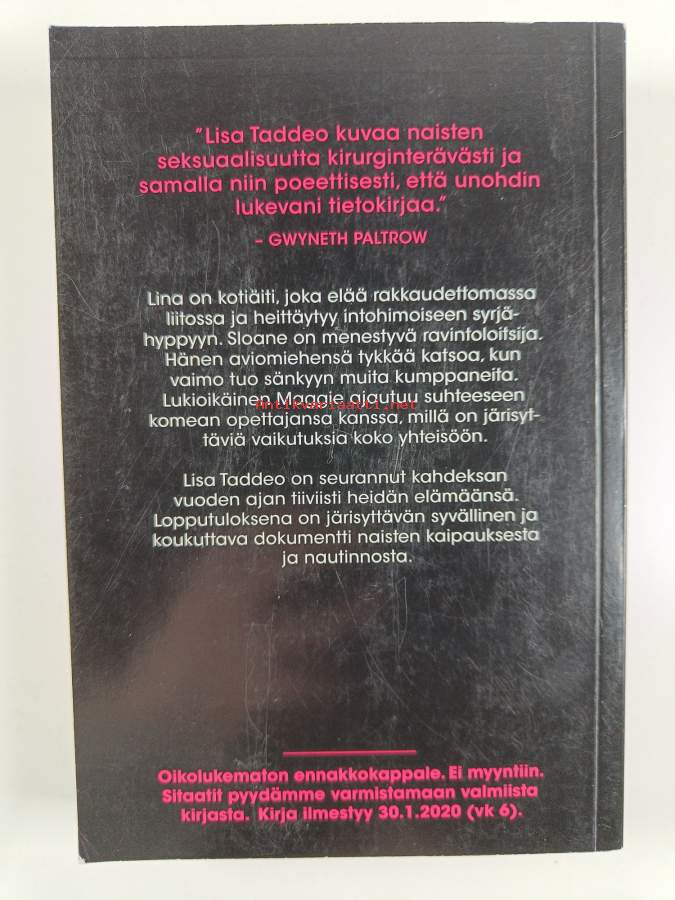 "Lisa Taddeo kuvaa naisten
seksuaalisuutta kirurginterävästi ja
samalla niin poeettisesti, että unohdin
lukevani tietokirjaa."
– GWYNETH PALTROW
Lina on kotiäiti, joka elää rakkaudettomassa
liitossa ja heittäytyy intohimoiseen syrjä-
hyppyyn. Sloane on menestyvä ravintoloitsija.
Hänen aviomiehensä tykkää katsoa, kun
vaimo tuo sänkyyn muita kumppaneita.
Lukioikäinen Maggie ajautuu suhteeseen
Antikvariaatti.net
komean opettajansa kanssa, millä on järisyt-
täviä vaikutuksia koko yhteisöön.
Lisa Taddeo on seurannut kahdeksan
vuoden ajan tiiviisti heidän elämäänsä.
Lopputuloksena on järisyttävän syvällinen ja
koukuttava dokumentti naisten kaipauksesta
ja nautinnosta.
Oikolukematon ennakkokappale. Ei myyntiin.
Sitaatit pyydämme varmistamaan valmiista
kirjasta. Kirja ilmestyy 30.1.2020 (vk 6).